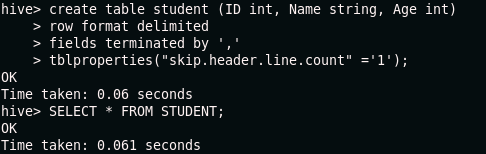 hive> create table student (ID int, Name string, Age int)
    > row format delimited
    > fields terminated by ','
    > tblproperties("skip.header.line.count" ='1');
OK
Time taken: 0.06 seconds
hive> SELECT * FROM STUDENT;
OK
Time taken: 0.061 seconds